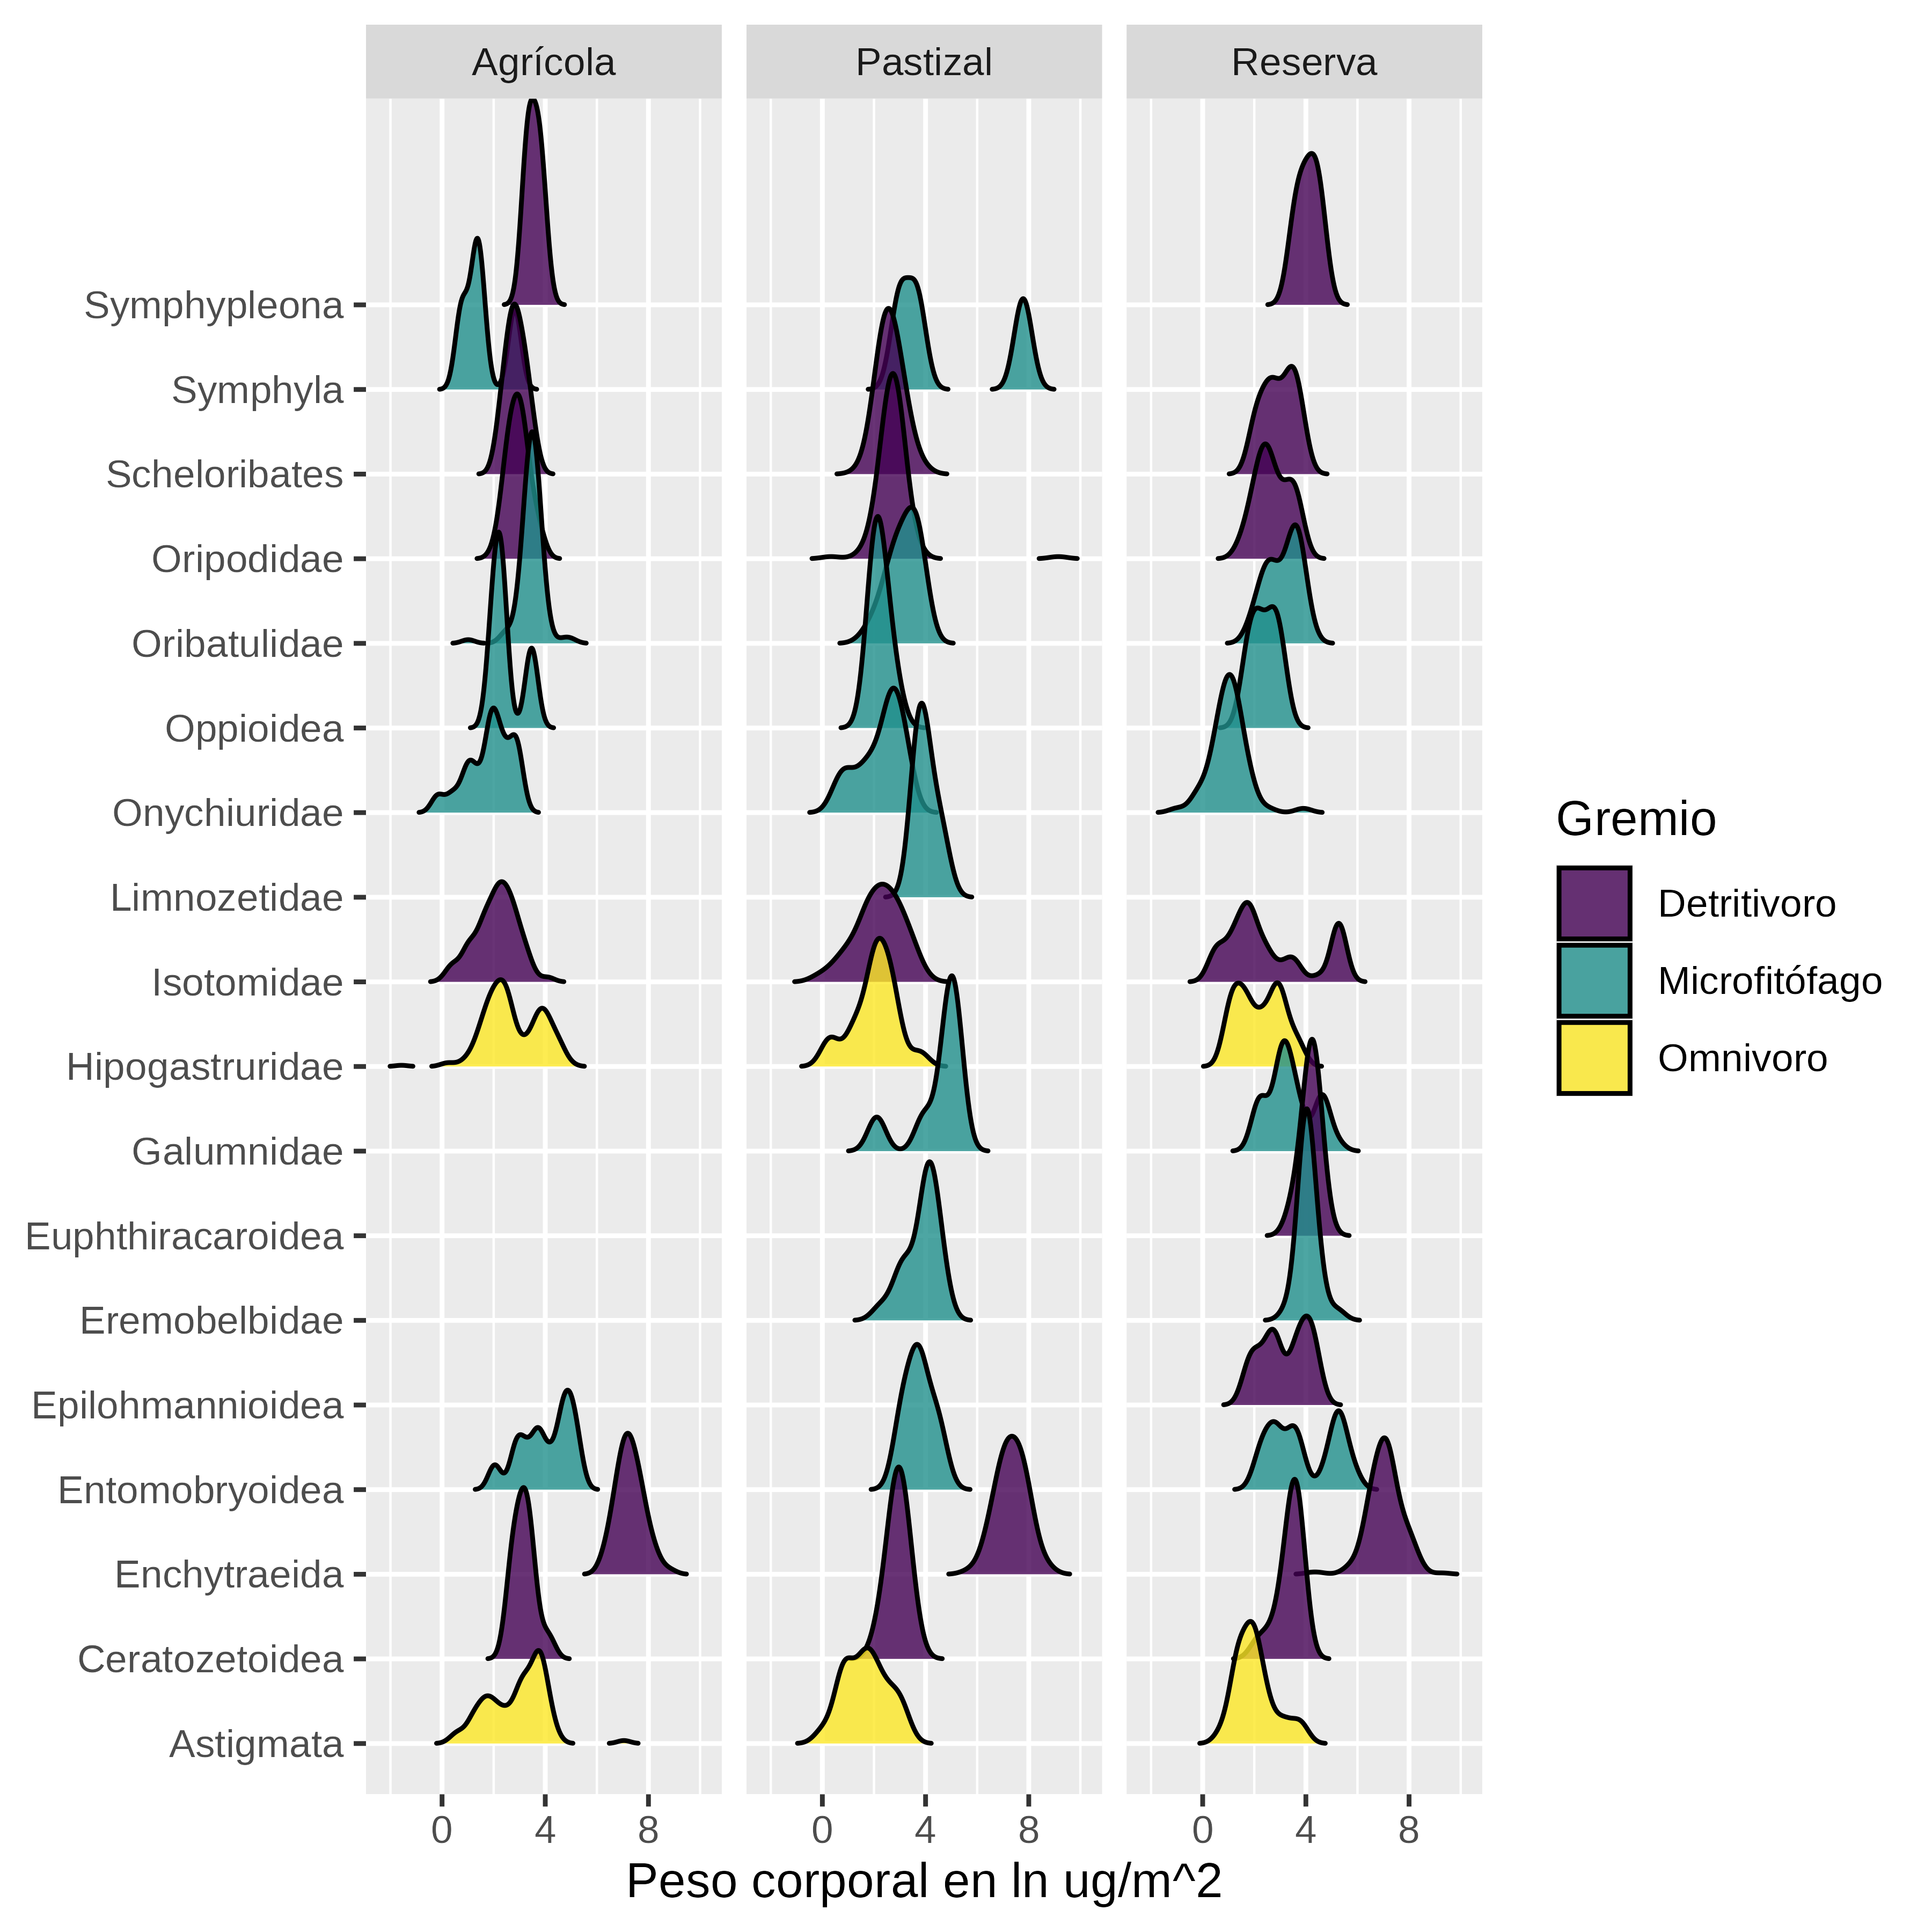 Agrícola
Pastizal
Reserva
Symphypleona
Symphyla
Scheloribates
Oripodidae
Oribatulidae
Oppioidea
Onychiuridae
Limnozetidae
Isotomidae
Hipogastruridae
Galumnidae
Euphthiracaroidea
Eremobelbidae
Epilohmannioidea
Entomobryoidea
Enchytraeida
Ceratozetoidea
Astigmata
0 4 8
0 4 8
0 4 8
Peso corporal en ln ug/m^2
Gremio
Detritivoro
Microfitófago
Omnivoro